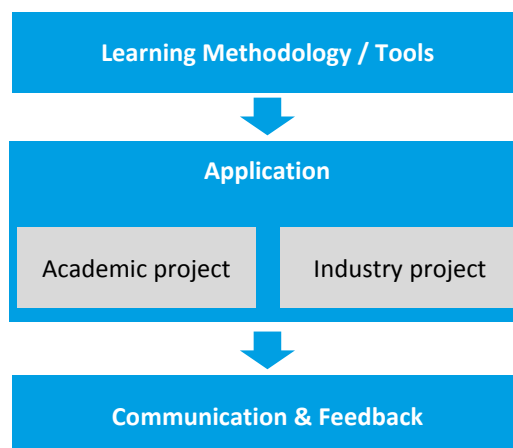 Learning Methodology / Tools
Application
Academic project
Industry project
Communication & Feedback